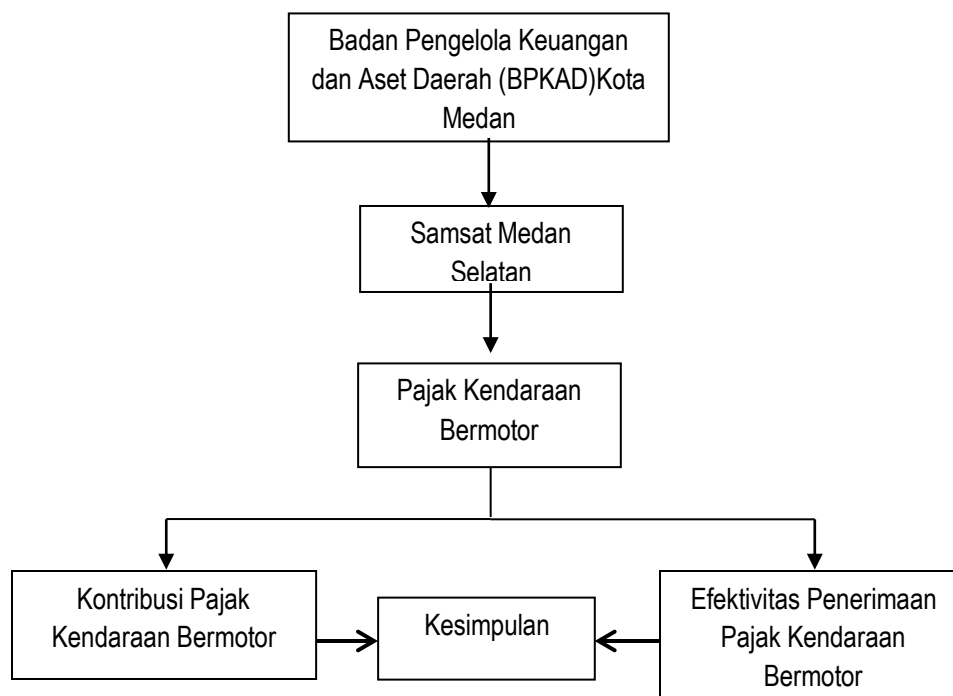 Badan Pengelola Keuangan
dan Aset Daerah (BPKAD)Kota
Medan
Samsat Medan
Selatan
Pajak Kendaraan
Bermotor
Kontribusi Pajak
Kendaraan Bermotor
Kesimpulan
Efektivitas Penerimaan
Pajak Kendaraan
Bermotor